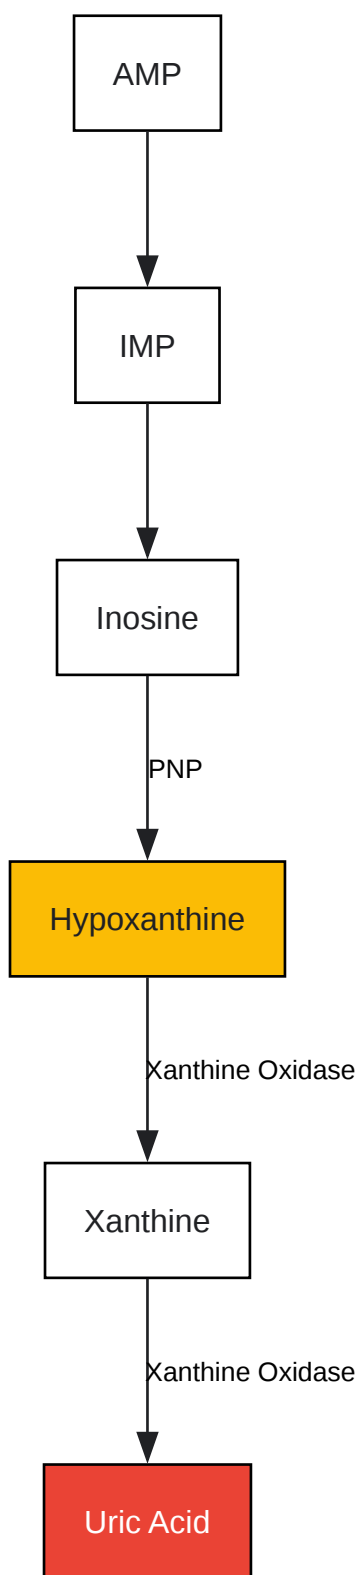 AMP
IMP
Inosine
PNP
Hypoxanthine
Xanthine Oxidase
Xanthine
Xanthine Oxidase
Uric Acid